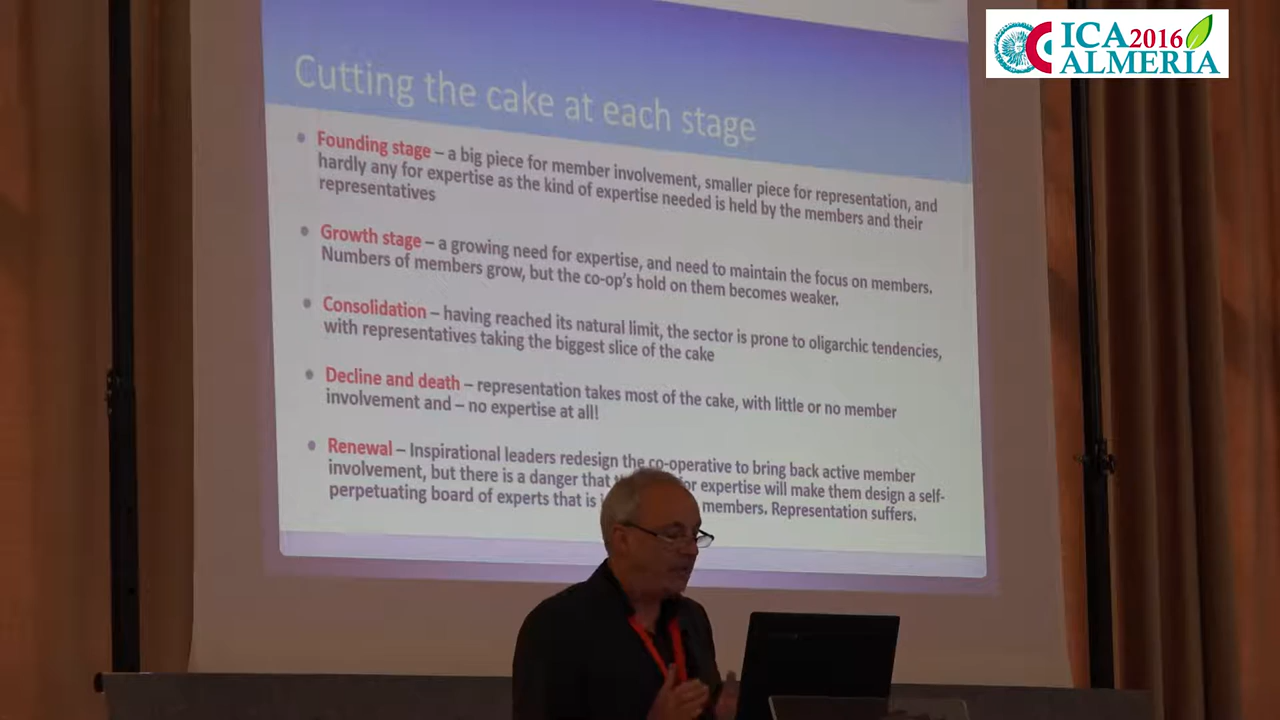 ICA 2016
ALMERIA
Cutting the cake at each stage
• Founding stage – a big piece for member involvement, smaller piece for representation, and
hardly any for expertise as the kind of expertise needed is held by the members and their
representatives
• Growth stage – a growing need for expertise, and need to maintain the focus on members.
Numbers of members grow, but the co-op's hold on them becomes weaker.
• Consolidation – having reached its natural limit, the sector is prone to oligarchic tendencies,
with representatives taking the biggest slice of the cake
• Decline and death – representation takes most of the cake, with little or no member
involvement and – no expertise at all!
• Renewal – Inspirational leaders redesign the co-operative to bring back active member
involvement, but there is a danger that for expertise will make them design a self-
perpetuating board of experts that is members. Representation suffers.